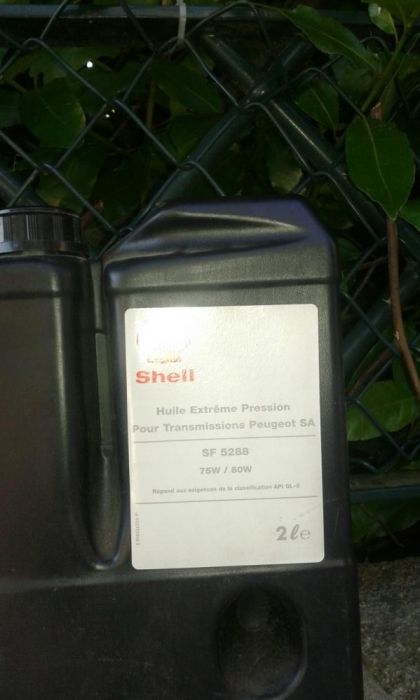 Shell
Huile Extrême Pression
Pour Transmissions Peugeot SA
SF 5288
75W / 80W
Répond aux exigences de la classification API GL-5
2 ℓ e